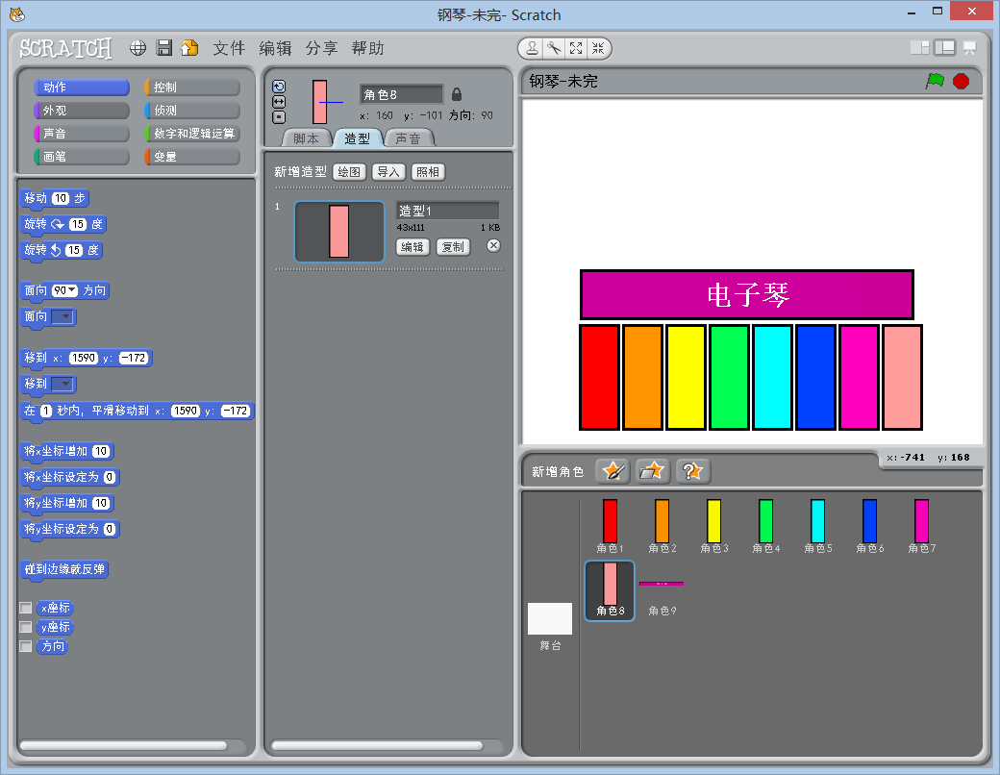 钢琴-未完- Scratch
SCRATCH 文件 编辑 分享 帮助
动作 控制
外观 侦测
声音 数字和逻辑运算
画笔 变量
移动 10 步
旋转 15 度
旋转 15 度
面向 90 方向
面向
移到 x: 1590 y: -172
移到
在 1 秒内, 平滑移动到 x: 1590 y: -172
将x坐标增加 10
将x坐标设定为 0
将y坐标增加 10
将y坐标设定为 0
碰到边缘就反弹
x座标
y座标
方向
角色8
x: 160 y: -101 方向: 90
脚本 造型 声音
新增造型 绘图 导入 照相
1 造型1
43x111 1 KB
编辑 复制
钢琴-未完
电子琴
x:-741 y:168
新增角色
角色1 角色2 角色3 角色4 角色5 角色6 角色7
角色8 角色9
舞台